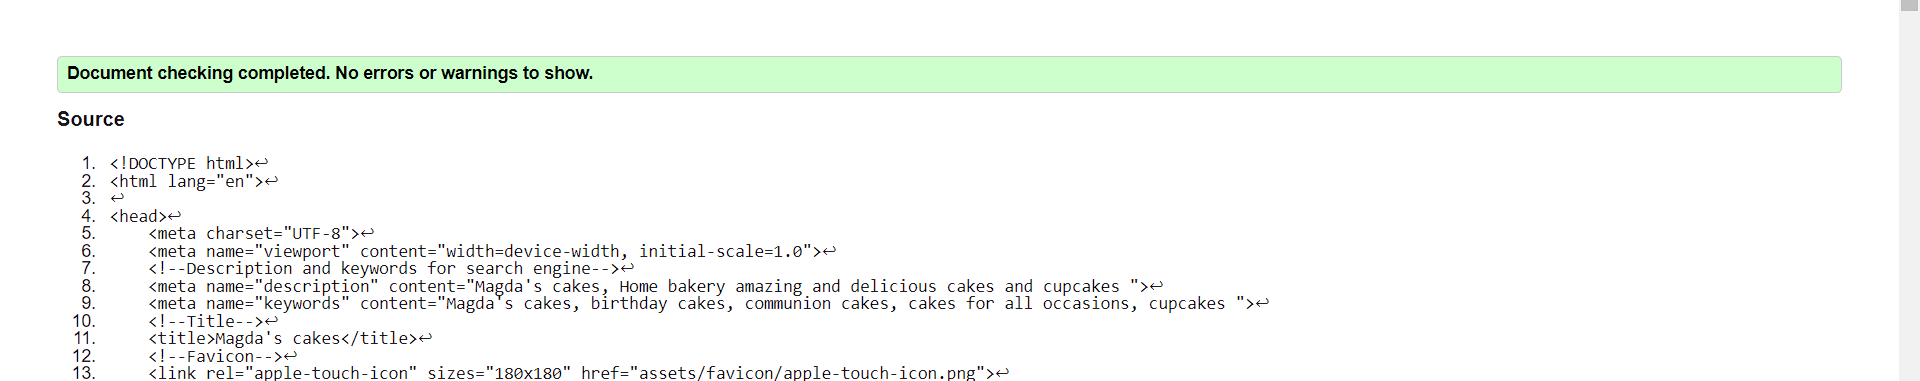 Document checking completed. No errors or warnings to show.
Source
1. <!DOCTYPE html>↩
2. <html lang="en">↩
3. ↩
4. <head>↩
5.     <meta charset="UTF-8">↩
6.     <meta name="viewport" content="width=device-width, initial-scale=1.0">↩
7.     <!--Description and keywords for search engine-->↩
8.     <meta name="description" content="Magda's cakes, Home bakery amazing and delicious cakes and cupcakes ">↩
9.     <meta name="keywords" content="Magda's cakes, birthday cakes, communion cakes, cakes for all occasions, cupcakes ">↩
10.     <!--Title-->↩
11.     <title>Magda's cakes</title>↩
12.     <!--Favicon-->↩
13.     <link rel="apple-touch-icon" sizes="180x180" href="assets/favicon/apple-touch-icon.png">↩